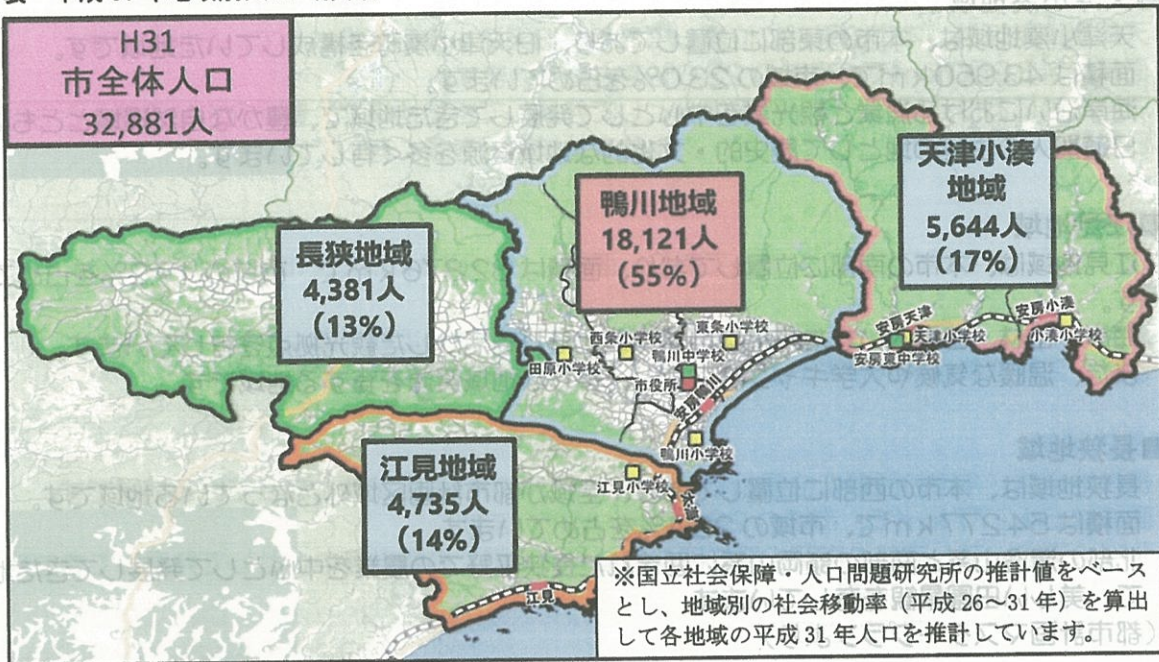 H31
市全体人口
32,881人
天津小湊
地域
5,644人
(17%)
鴨川地域
18,121人
(55%)
長狭地域
4,381人
(13%)
江見地域
4,735人
(14%)
安房小湊
小湊小学校
安房天津
天津小学校
安房東中学校
東条小学校
西条小学校
鴨川中学校
田原小学校
市役所
安房鴨川
鴨川小学校
江見小学校
太海
江見
※国立社会保障・人口問題研究所の推計値をベース
とし、地域別の社会移動率(平成26~31年)を算出
して各地域の平成31年人口を推計しています。